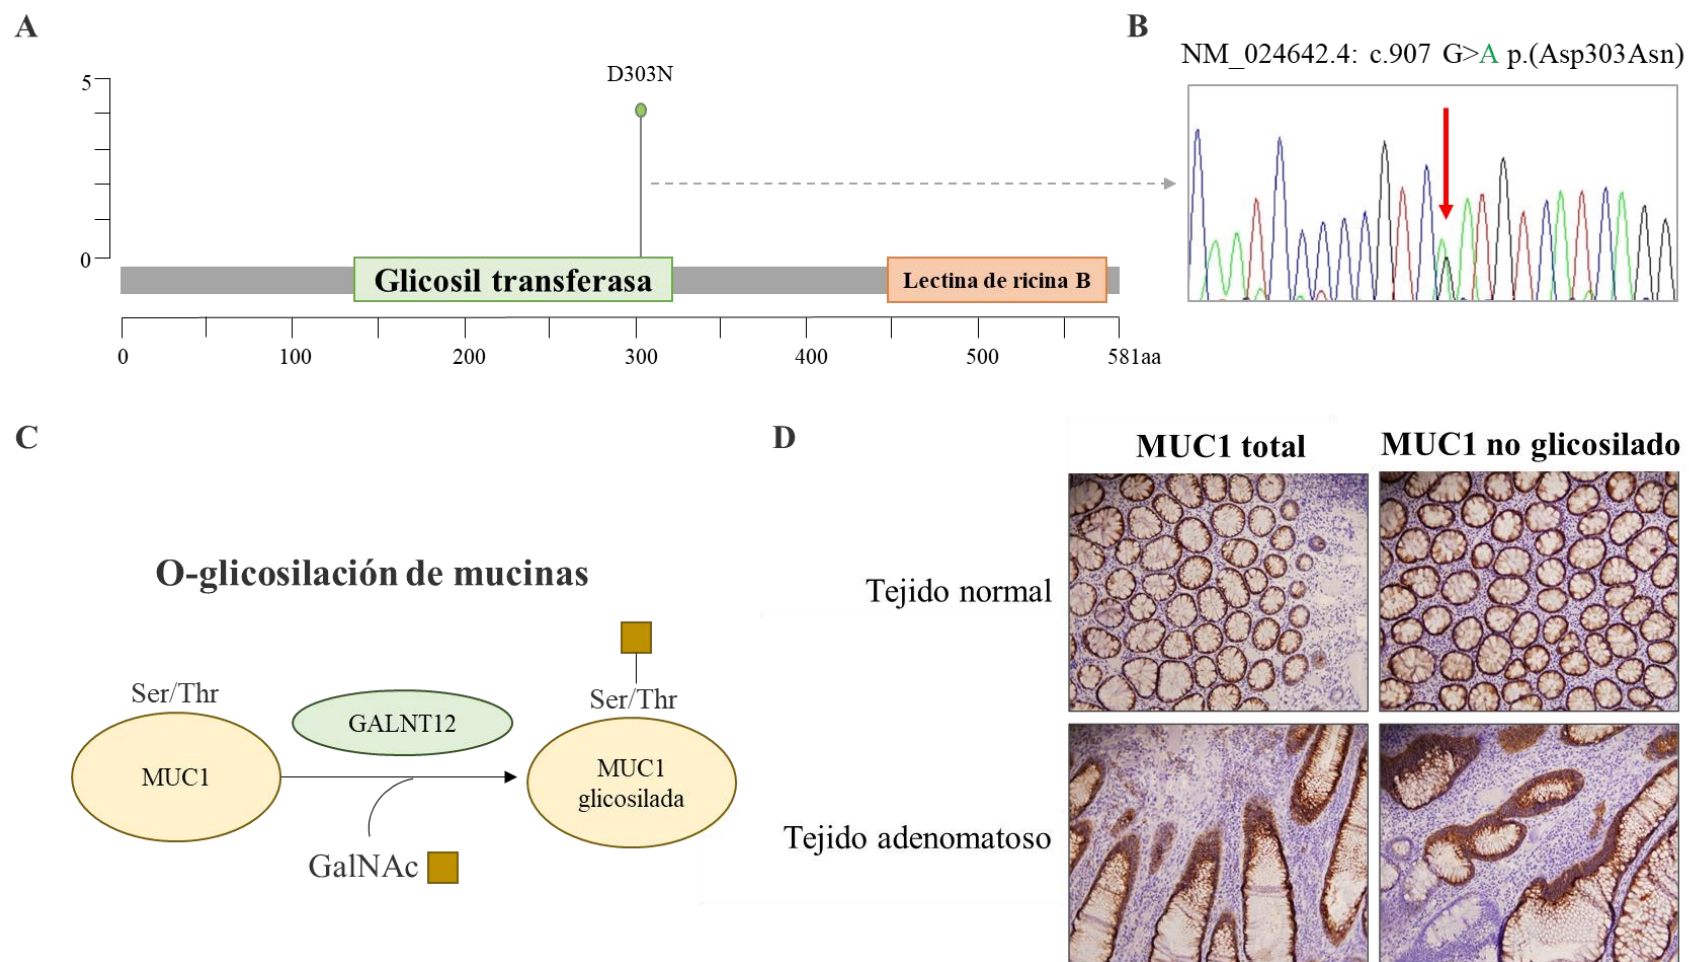 A
5
0
D303N
Glicosil transferasa
Lectina de ricina B
0
100
200
300
400
500
581aa
B
NM_024642.4: c.907 G>A p.(Asp303Asn)
C
O-glicosilación de mucinas
Ser/Thr
MUC1
GALNT12
GalNAc
Ser/Thr
MUC1
glicosilada
D
MUC1 total
MUC1 no glicosilado
Tejido normal
Tejido adenomatoso